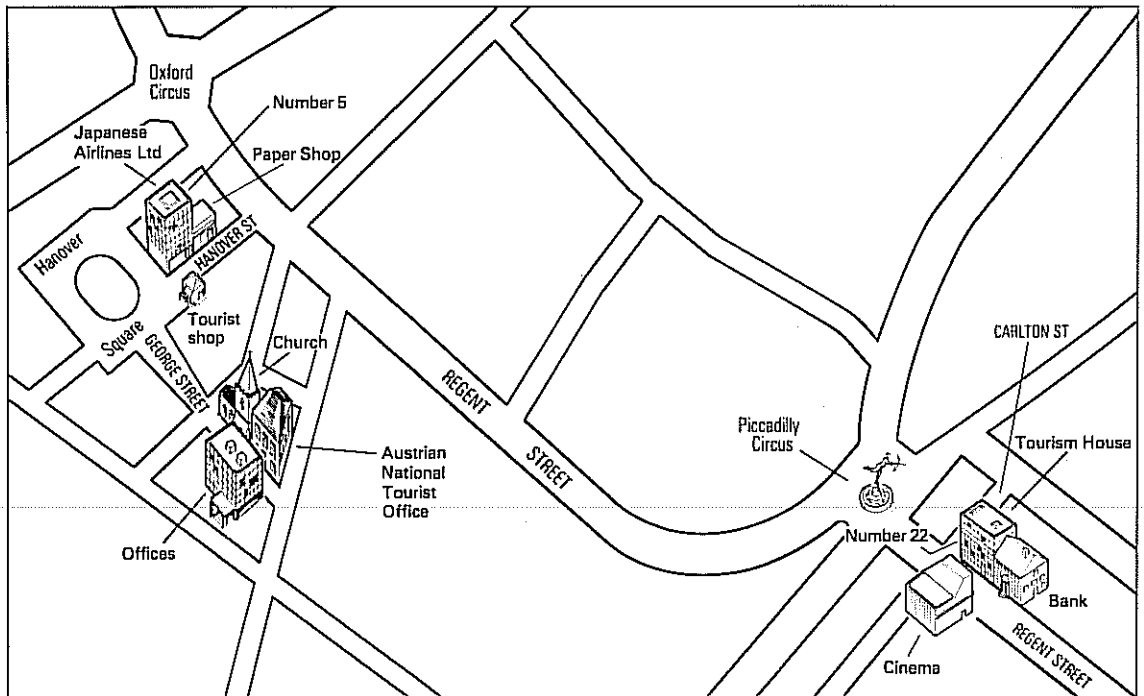 Oxford
Circus
Number 5
Japanese
Airlines Ltd
Paper Shop
HANOVER ST
Hanover
Square
Tourist
shop
GEORGE STREET
Church
REGENT
STREET
CARLTON ST
Piccadilly
Circus
Tourism House
Austrian
National
Tourist
Office
Offices
Number 22
Bank
REGENT STREET
Cinema